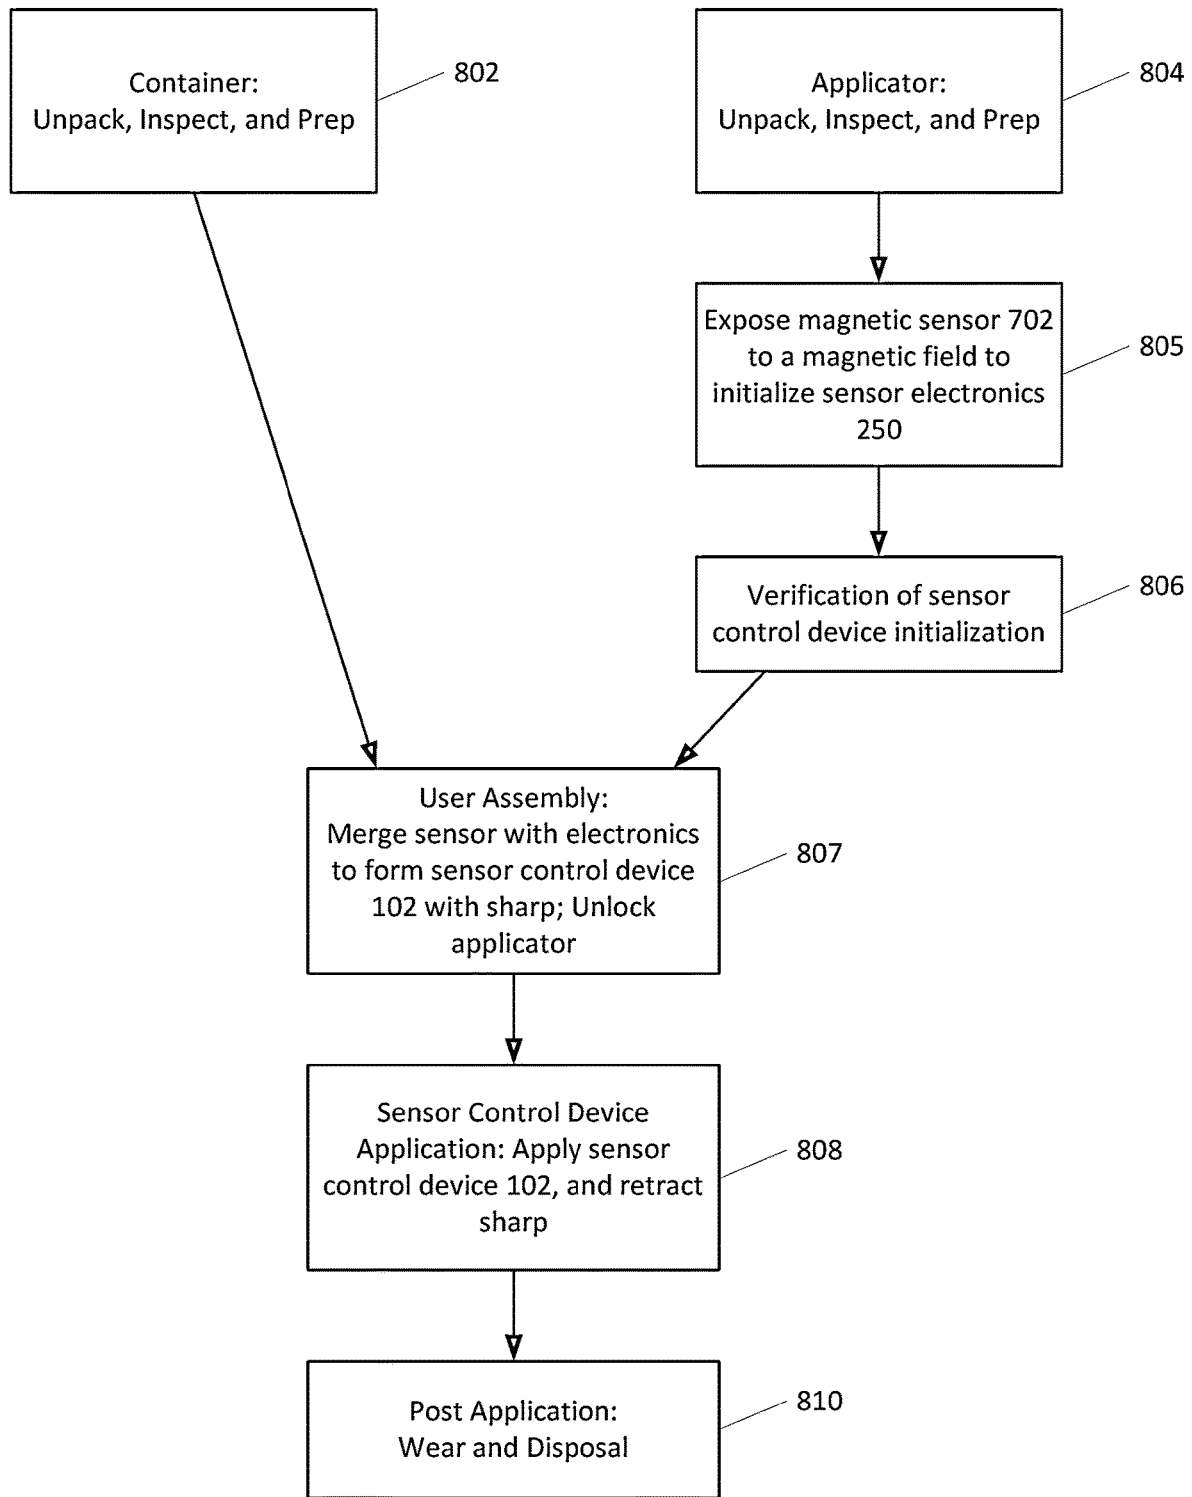 Container:
Unpack, Inspect, and Prep
802
Applicator:
Unpack, Inspect, and Prep
804
Expose magnetic sensor 702
to a magnetic field to
initialize sensor electronics
250
805
Verification of sensor
control device initialization
806
User Assembly:
Merge sensor with electronics
to form sensor control device
102 with sharp; Unlock
applicator
807
Sensor Control Device
Application: Apply sensor
control device 102, and retract
sharp
808
Post Application:
Wear and Disposal
810